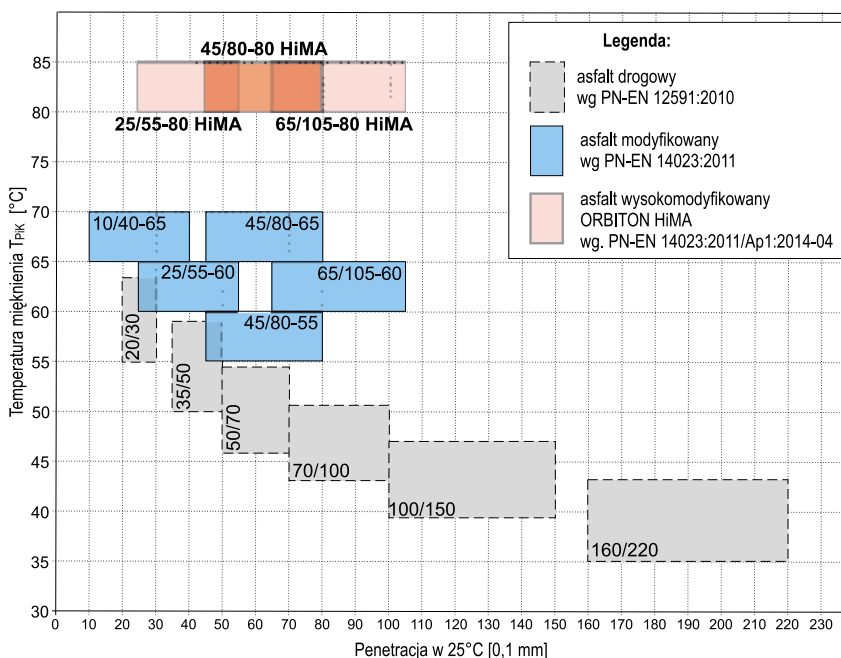 Temperatura mięknienia TPiK [°C]
90
85
80
75
70
65
60
55
50
45
40
35
30
45/80-80 HiMA
25/55-80 HiMA
65/105-80 HiMA
10/40-65
45/80-65
25/55-60
65/105-60
45/80-55
20/30
35/50
50/70
70/100
100/150
160/220
Legenda:
asfalt drogowy
wg PN-EN 12591:2010
asfalt modyfikowany
wg PN-EN 14023:2011
asfalt wysokomodyfikowany
ORBITON HiMA
wg. PN-EN 14023:2011/Ap1:2014-04
0 10 20 30 40 50 60 70 80 90 100 110 120 130 140 150 160 170 180 190 200 210 220 230
Penetracja w 25°C [0,1 mm]